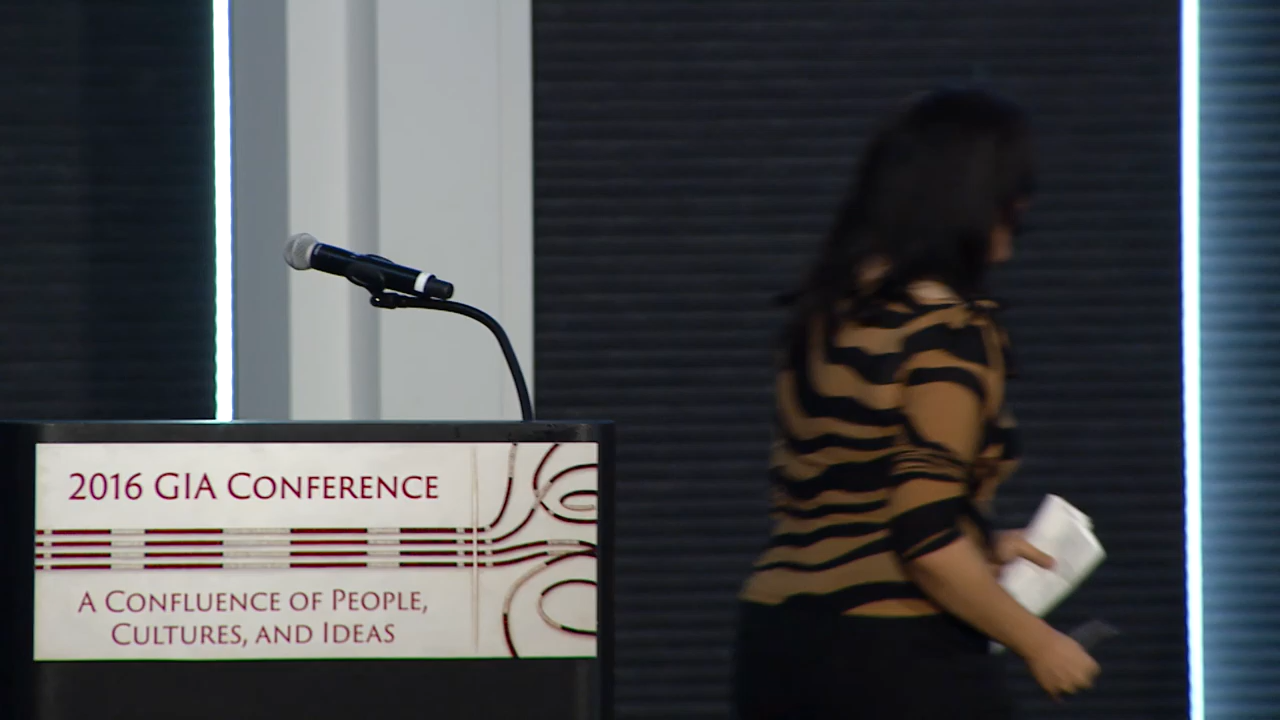 2016 GIA Conference
A Confluence of People,
Cultures, and Ideas